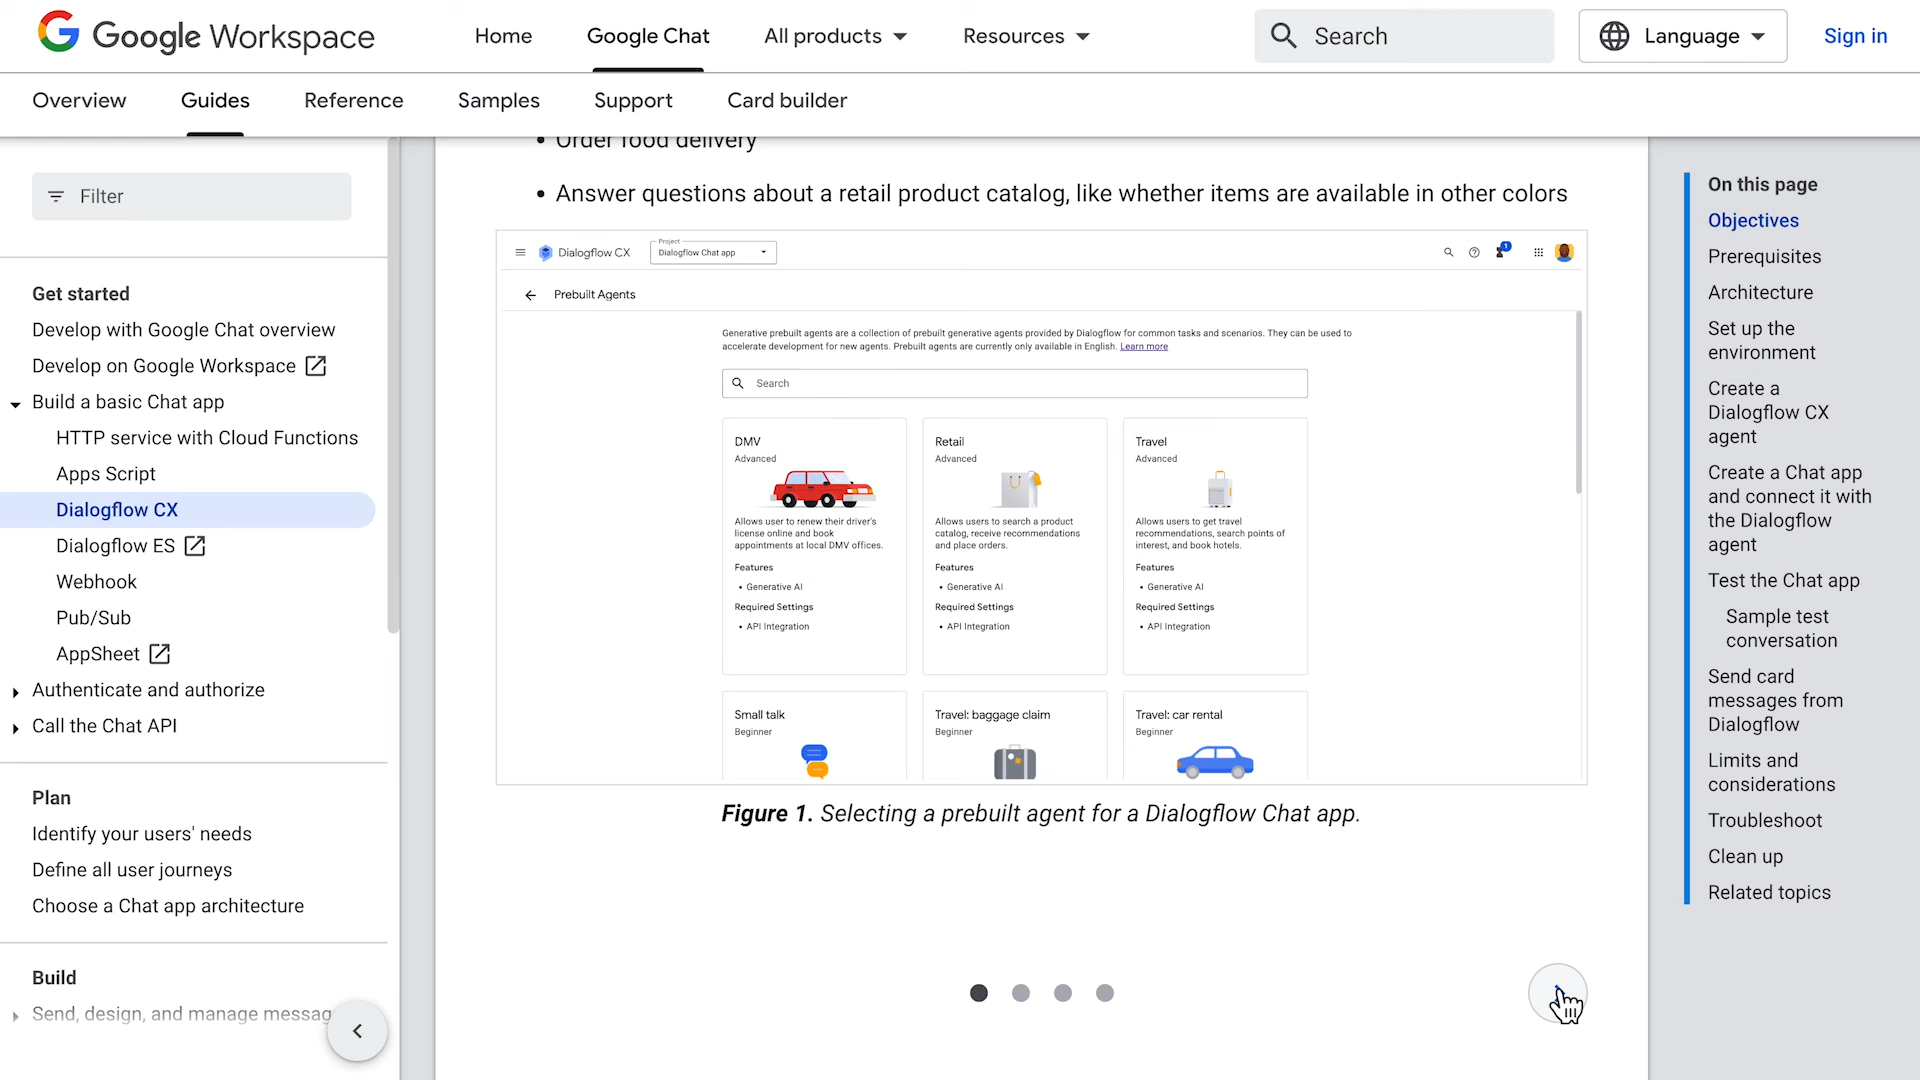 Google Workspace
Home
Google Chat
All products
Resources
Search
Language
Sign in
Overview
Guides
Reference
Samples
Support
Card builder
Filter
Get started
Develop with Google Chat overview
Develop on Google Workspace
Build a basic Chat app
HTTP service with Cloud Functions
Apps Script
Dialogflow CX
Dialogflow ES
Webhook
Pub/Sub
AppSheet
Authenticate and authorize
Call the Chat API
Plan
Identify your users' needs
Define all user journeys
Choose a Chat app architecture
Build
Send, design, and manage messag
• Order food delivery
• Answer questions about a retail product catalog, like whether items are available in other colors
Dialogflow CX
Project
Dialogflow Chat app
1
Prebuilt Agents
Generative prebuilt agents are a collection of prebuilt generative agents provided by Dialogflow for common tasks and scenarios. They can be used to
accelerate development for new agents. Prebuilt agents are currently only available in English. Learn more
Search
DMV
Advanced
Allows user to renew their driver's
license online and book
appointments at local DMV offices.
Features
• Generative AI
Required Settings
• API Integration
Retail
Advanced
Allows users to search a product
catalog, receive recommendations
and place orders.
Features
• Generative AI
Required Settings
• API Integration
Travel
Advanced
Allows users to get travel
recommendations, search points of
interest, and book hotels.
Features
• Generative AI
Required Settings
• API Integration
Small talk
Beginner
Travel: baggage claim
Beginner
Travel: car rental
Beginner
Figure 1. Selecting a prebuilt agent for a Dialogflow Chat app.
On this page
Objectives
Prerequisites
Architecture
Set up the
environment
Create a
Dialogflow CX
agent
Create a Chat app
and connect it with
the Dialogflow
agent
Test the Chat app
Sample test
conversation
Send card
messages from
Dialogflow
Limits and
considerations
Troubleshoot
Clean up
Related topics